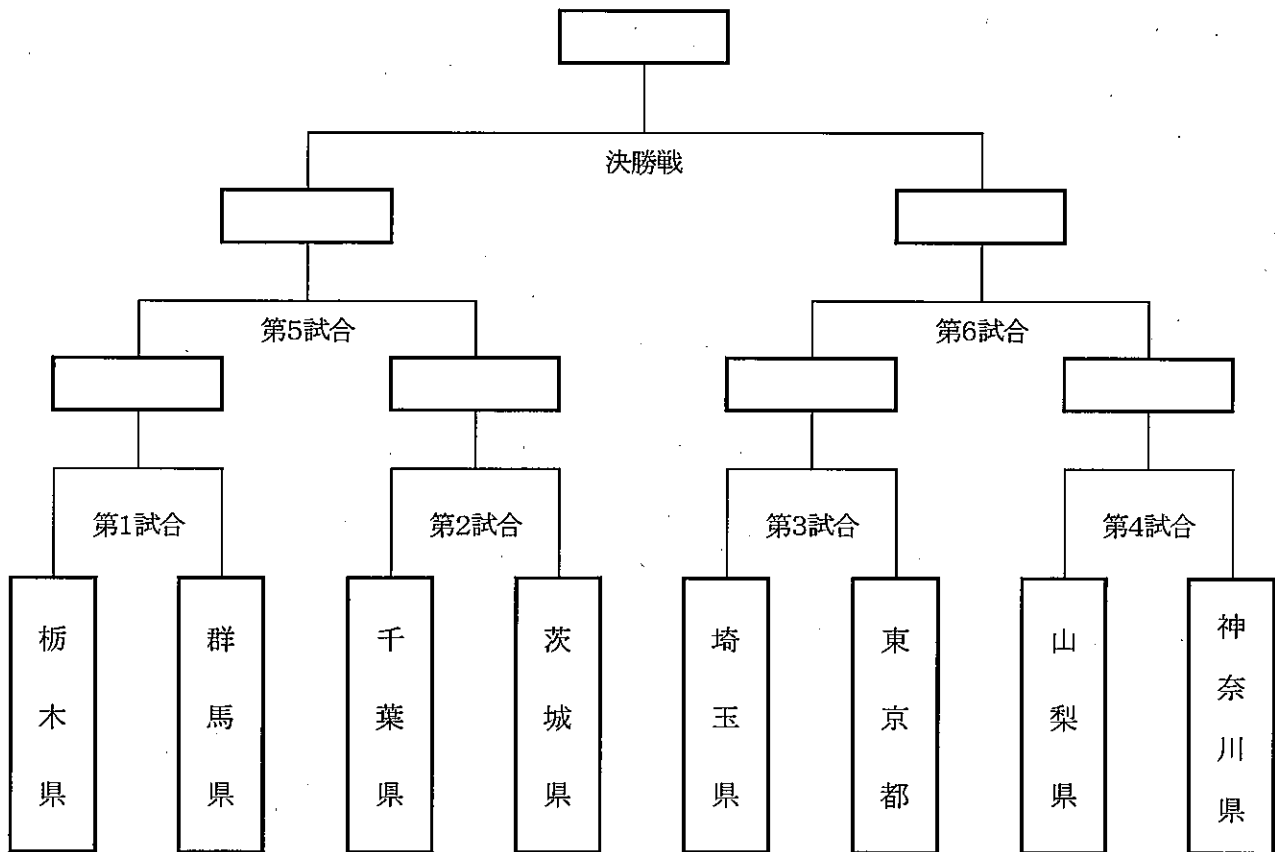 決勝戦
第5試合
第6試合
第1試合
第2試合
第3試合
第4試合
栃木県
群馬県
千葉県
茨城県
埼玉県
東京都
山梨県
神奈川県